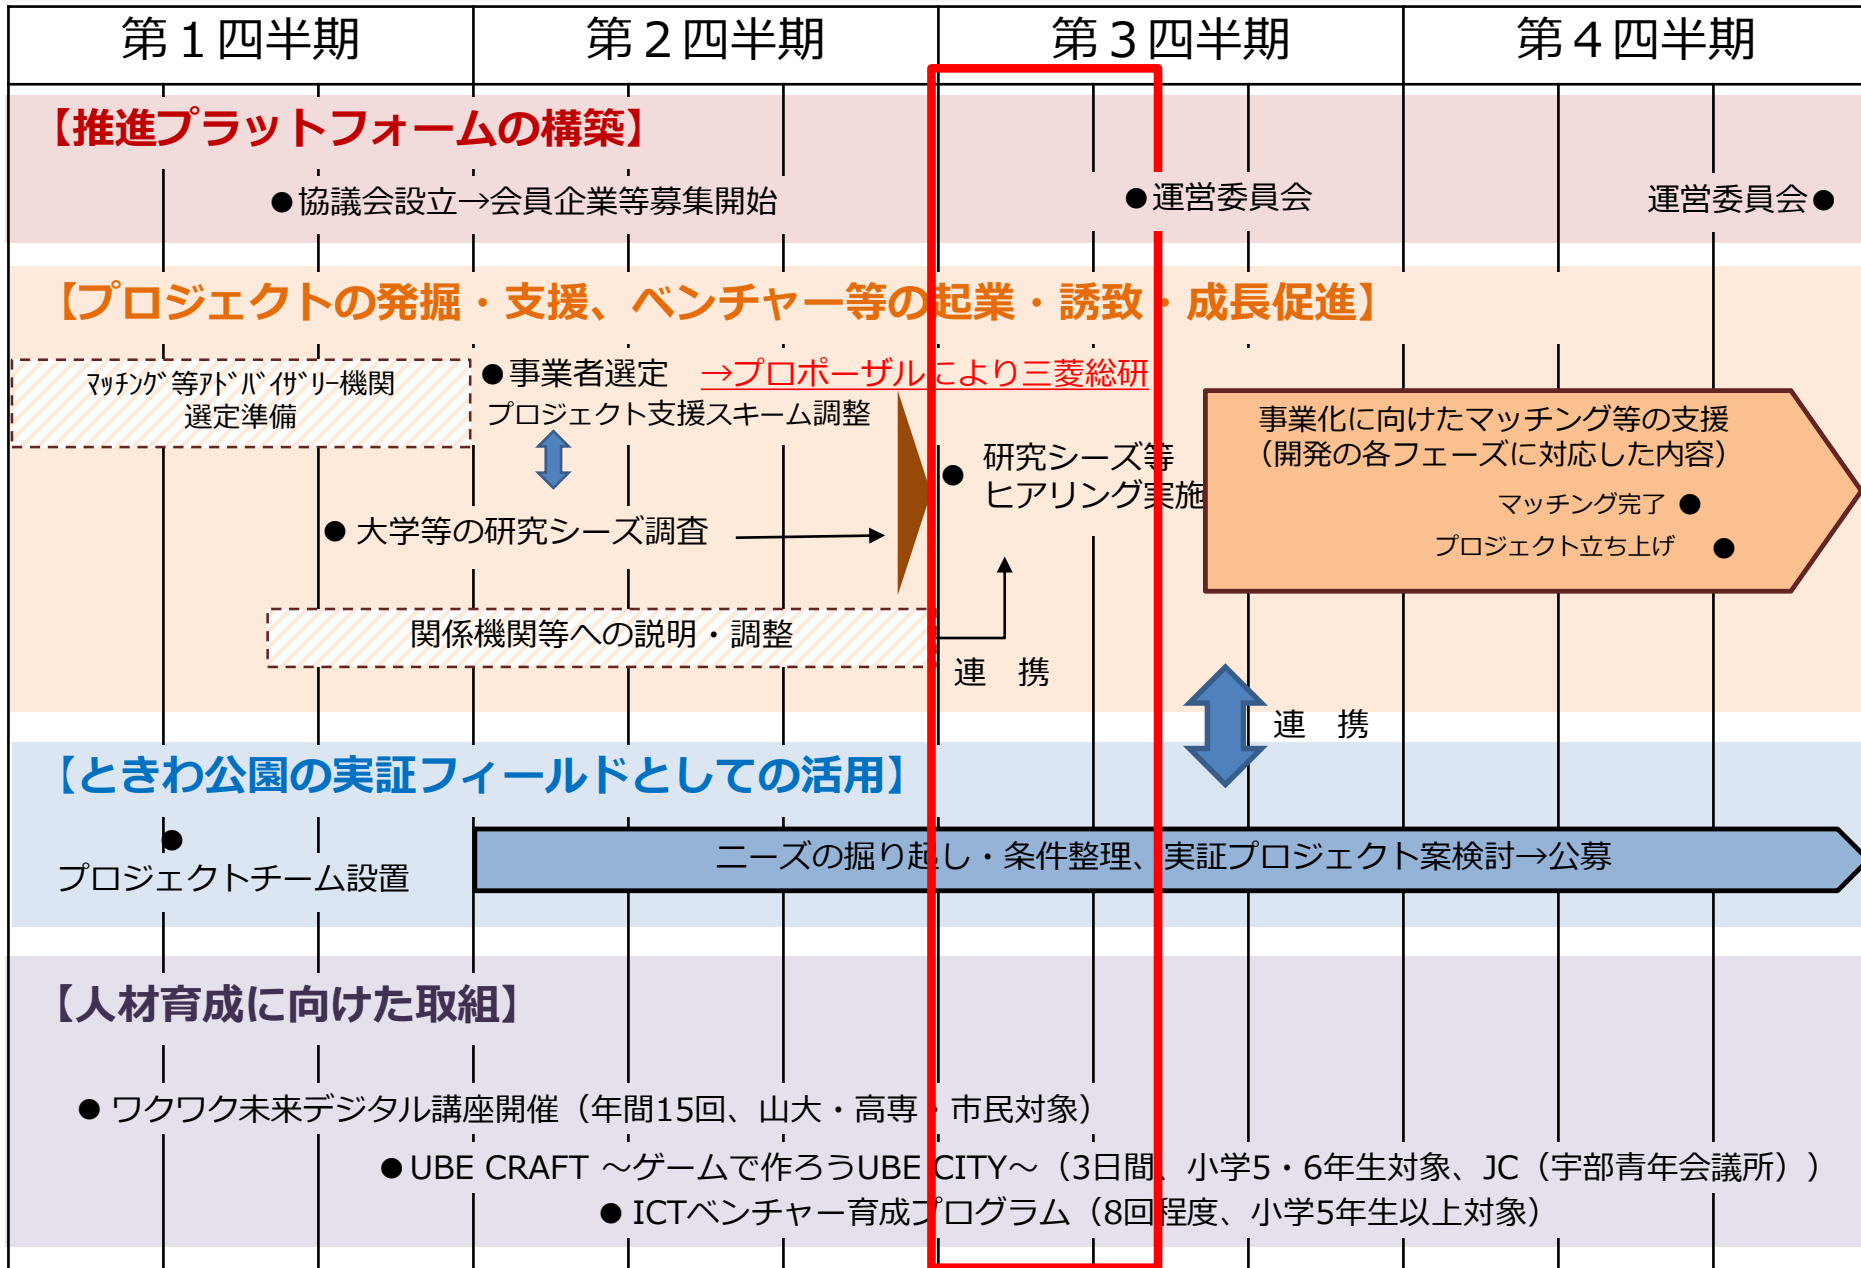 第１四半期
第２四半期
第３四半期
第４四半期
【推進プラットフォームの構築】
●協議会設立→会員企業等募集開始
●運営委員会
運営委員会●
【プロジェクトの発掘・支援、ベンチャー等の起業・誘致・成長促進】
ﾏｯﾁﾝｸﾞ等ｱﾄﾞﾊﾞｲｻﾞﾘｰ機関
選定準備
●事業者選定　→プロポーザルにより三菱総研
プロジェクト支援スキーム調整
● 大学等の研究シーズ調査
関係機関等への説明・調整
● 研究シーズ等
ヒアリング実施
連　携
事業化に向けたマッチング等の支援
（開発の各フェーズに対応した内容）
マッチング完了 ●
プロジェクト立ち上げ ●
連　携
【ときわ公園の実証フィールドとしての活用】
●
プロジェクトチーム設置
ニーズの掘り起し・条件整理、実証プロジェクト案検討→公募
【人材育成に向けた取組】
● ワクワク未来デジタル講座開催（年間15回、山大・高専・市民対象）
● UBE CRAFT ～ゲームで作ろうUBE CITY～（3日間、小学5・6年生対象、JC（宇部青年会議所））
● ICTベンチャー育成プログラム（8回程度、小学5年生以上対象）